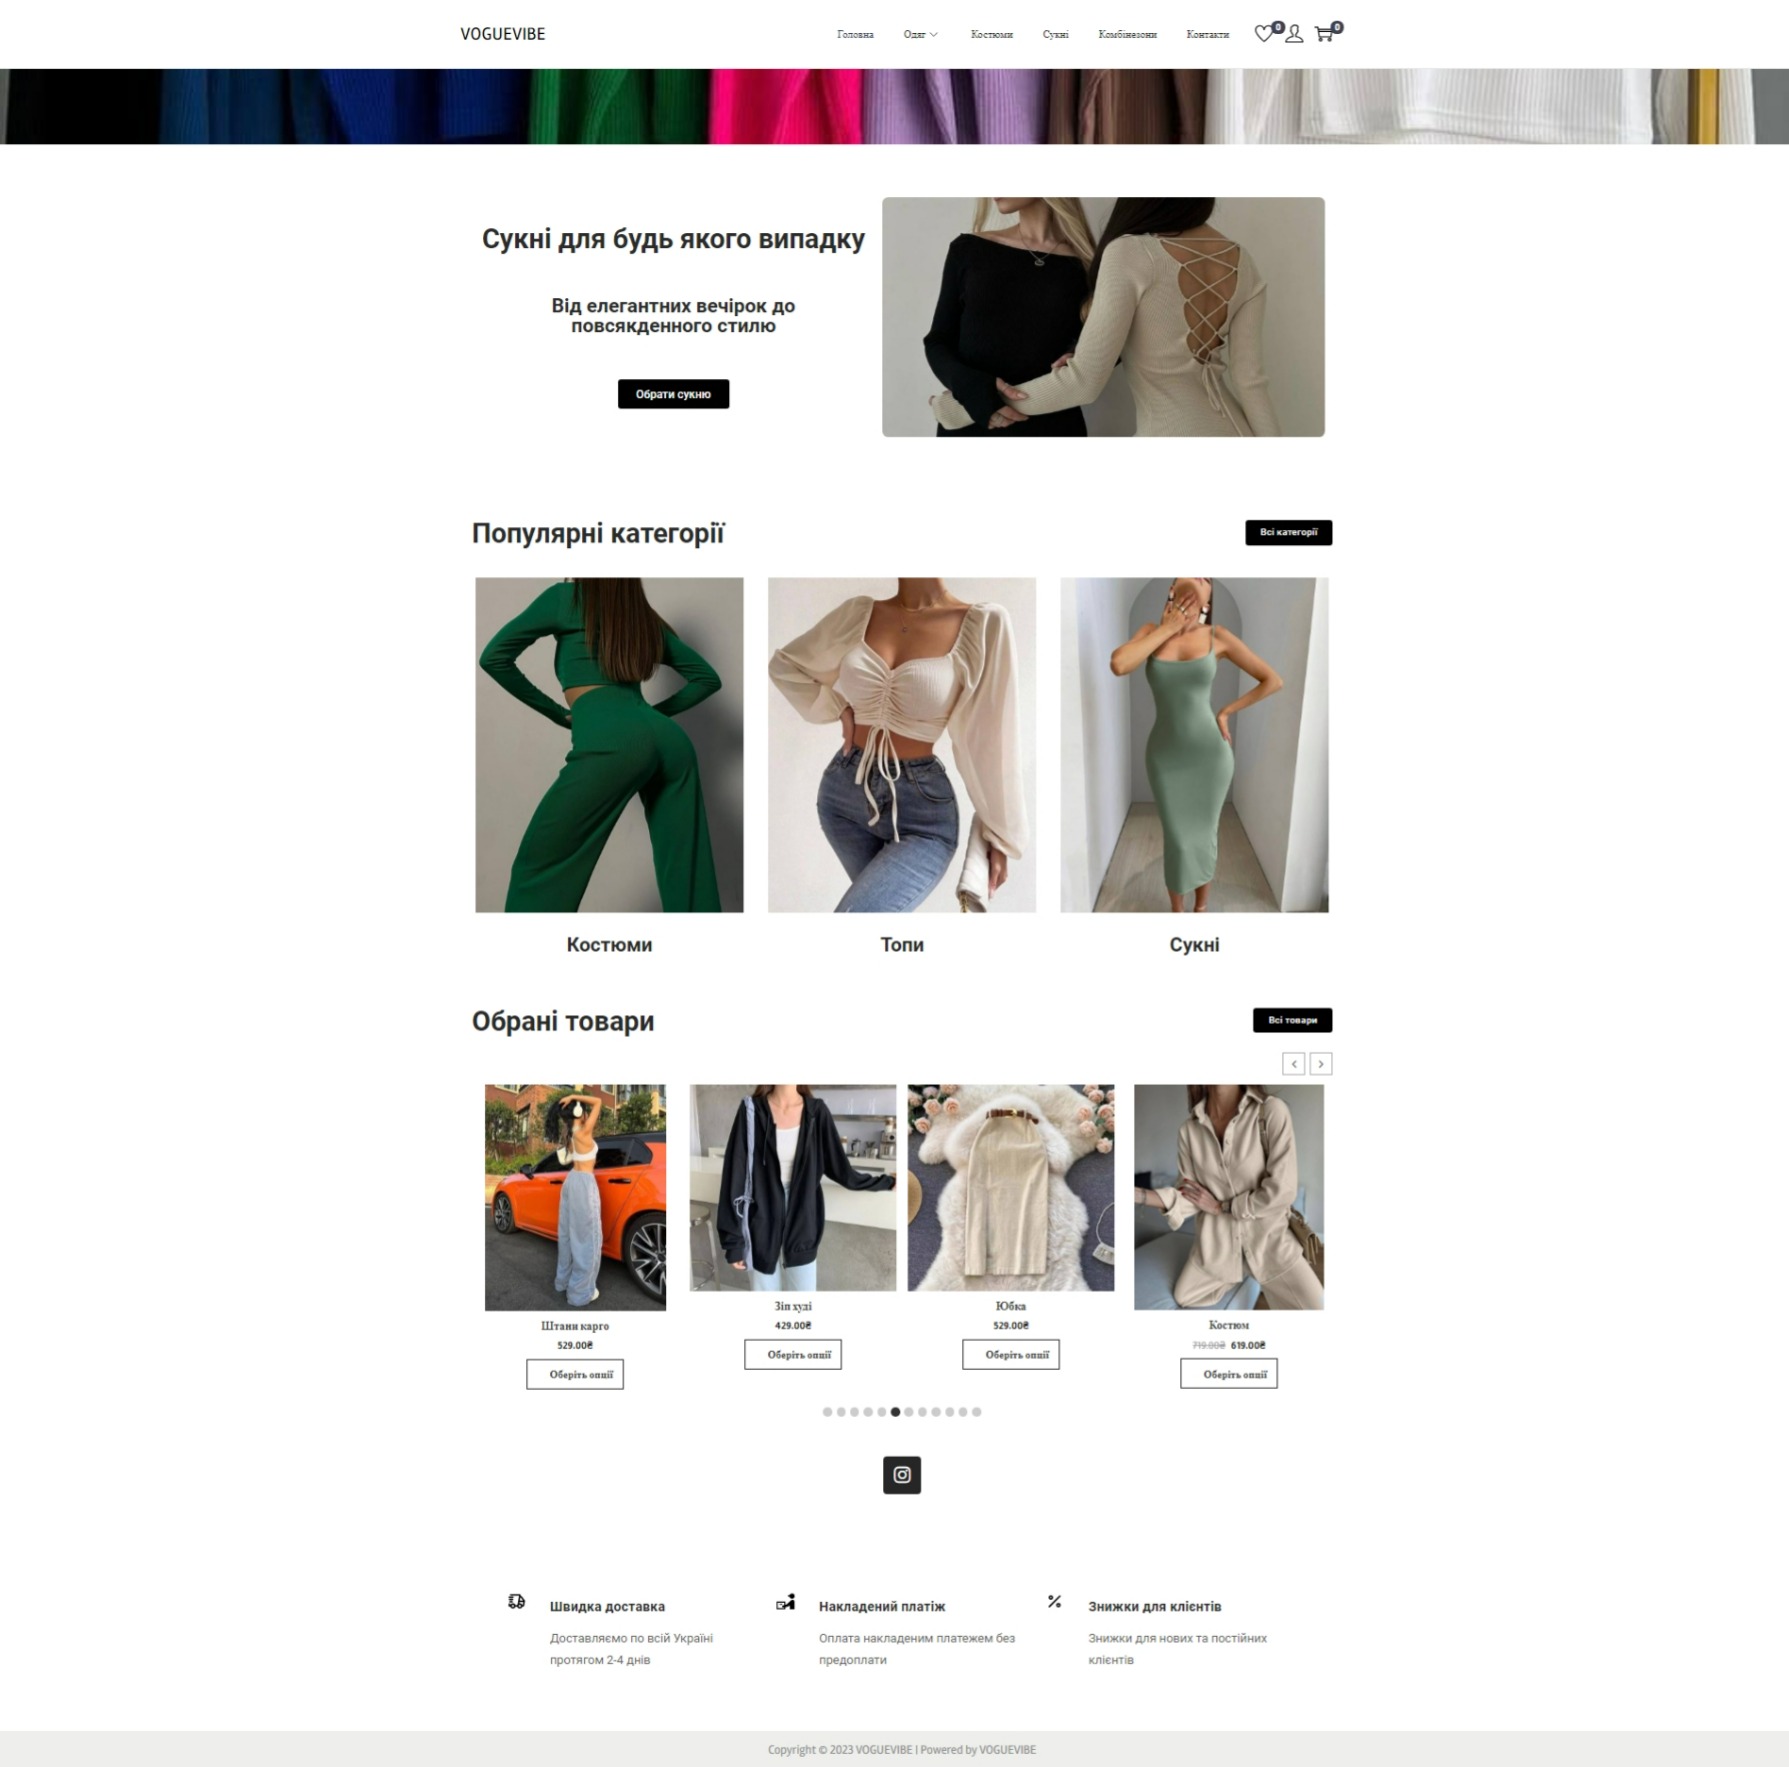 VOGUEVIBE
Головна Одяг Костюми Сукні Комбінезони Контакти 0 0
Сукні для будь якого випадку
Від елегантних вечірок до
повсякденного стилю
Обрати сукню
Популярні категорії
Всі категорії
Костюми
Топи
Сукні
Обрані товари
Всі товари
Штани карго
529.00₴
Оберіть опції
Зіп худі
429.00₴
Оберіть опції
Юбка
529.00₴
Оберіть опції
Костюм
719.00₴ 619.00₴
Оберіть опції
Швидка доставка
Доставляємо по всій Україні
протягом 2-4 днів
Накладений платіж
Оплата накладеним платежем без
предоплати
Знижки для клієнтів
Знижки для нових та постійних
клієнтів
Copyright © 2023 VOGUEVIBE | Powered by VOGUEVIBE